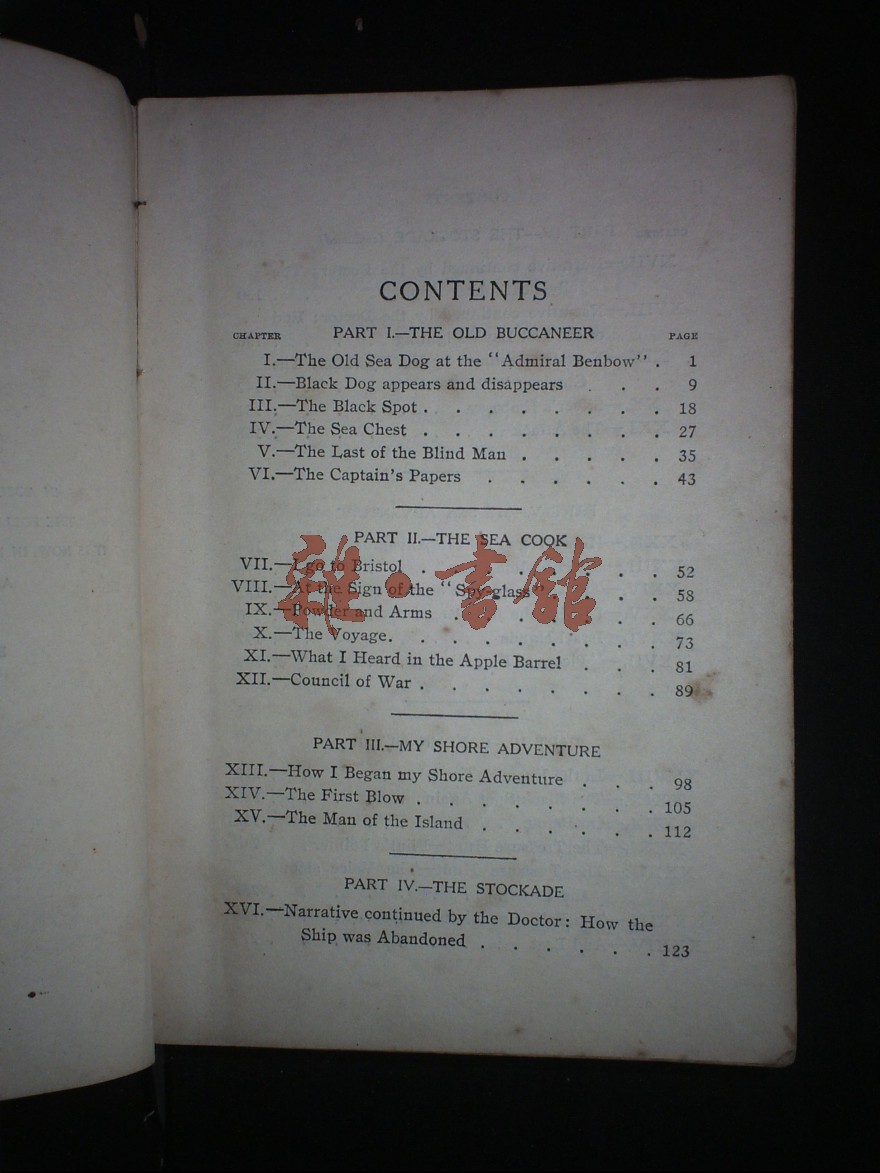 CONTENTS
CHAPTER PART I.—THE OLD BUCCANEER PAGE
I.—The Old Sea Dog at the "Admiral Benbow" . 1
II.—Black Dog appears and disappears . . . 9
III.—The Black Spot . . . . . . . . 18
IV.—The Sea Chest . . . . . . . . 27
V.—The Last of the Blind Man . . . . . 35
VI.—The Captain's Papers . . . . . . 43
PART II.—THE SEA COOK
VII.—I go to Bristol . . . . . . . . 52
VIII.—At the Sign of the "Spy-glass" . . . . 58
IX.—Powder and Arms . . . . . . . 66
X.—The Voyage. . . . . . . . . 73
XI.—What I Heard in the Apple Barrel . . . 81
XII.—Council of War . . . . . . . . 89
PART III.—MY SHORE ADVENTURE
XIII.—How I Began my Shore Adventure . . . 98
XIV.—The First Blow . . . . . . . . 105
XV.—The Man of the Island . . . . . . 112
PART IV.—THE STOCKADE
XVI.—Narrative continued by the Doctor: How the
Ship was Abandoned . . . . . . 123
雜·書館